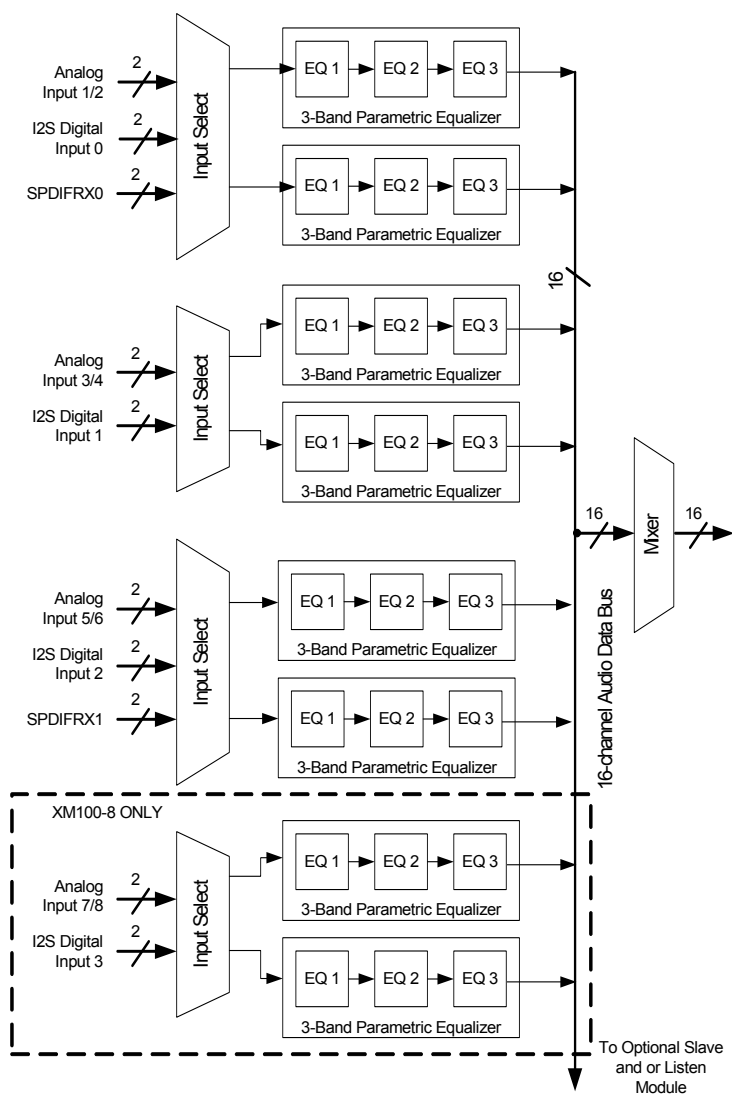 2
Analog
Input 1/2
2
I2S Digital
Input 0
2
SPDIFRX0
Input Select
EQ 1
EQ 2
EQ 3
3-Band Parametric Equalizer
EQ 1
EQ 2
EQ 3
3-Band Parametric Equalizer
16
2
Analog
Input 3/4
2
I2S Digital
Input 1
Input Select
EQ 1
EQ 2
EQ 3
3-Band Parametric Equalizer
EQ 1
EQ 2
EQ 3
3-Band Parametric Equalizer
16
Mixer
16
2
Analog
Input 5/6
2
I2S Digital
Input 2
2
SPDIFRX1
Input Select
EQ 1
EQ 2
EQ 3
3-Band Parametric Equalizer
EQ 1
EQ 2
EQ 3
3-Band Parametric Equalizer
16-channel Audio Data Bus
XM100-8 ONLY
2
Analog
Input 7/8
2
I2S Digital
Input 3
Input Select
EQ 1
EQ 2
EQ 3
3-Band Parametric Equalizer
EQ 1
EQ 2
EQ 3
3-Band Parametric Equalizer
To Optional Slave
and or Listen
Module